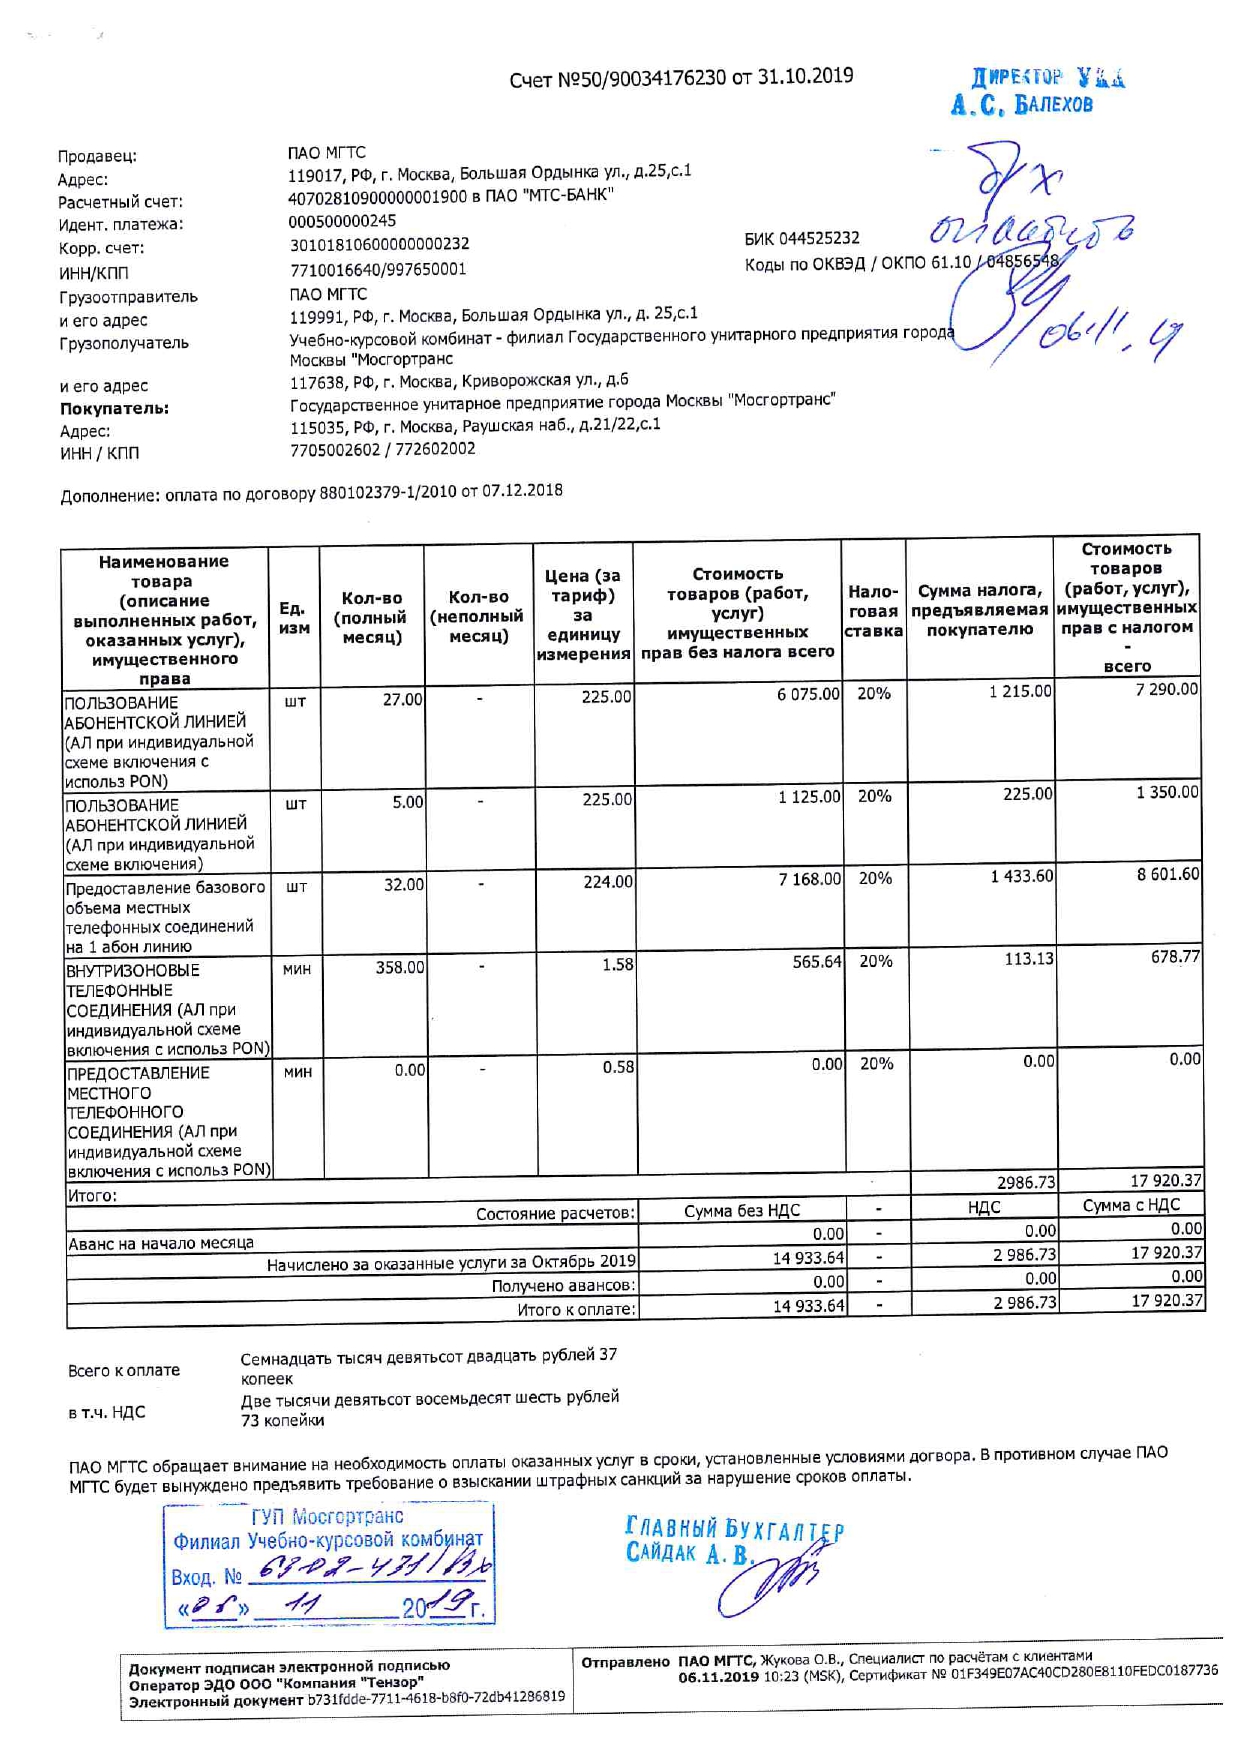 Счет №50/90034176230 от 31.10.2019
ДИРЕКТОР УКК
А.С. БАЛЕХОВ
Продавец: ПАО МГТС
Адрес: 119017, РФ, г. Москва, Большая Ордынка ул., д.25,с.1
Расчетный счет: 40702810900000001900 в ПАО "МТС-БАНК"
Идент. платежа: 000500000245
Корр. счет: 30101810600000000232 БИК 044525232
ИНН/КПП 7710016640/997650001 Коды по ОКВЭД / ОКПО 61.10 / 04856548
б/х
оплатить
06.11.19
Грузоотправитель ПАО МГТС
и его адрес 119991, РФ, г. Москва, Большая Ордынка ул., д. 25,с.1
Грузополучатель Учебно-курсовой комбинат - филиал Государственного унитарного предприятия города
Москвы "Мосгортранс
и его адрес 117638, РФ, г. Москва, Криворожская ул., д.6
Покупатель: Государственное унитарное предприятие города Москвы "Мосгортранс"
Адрес: 115035, РФ, г. Москва, Раушская наб., д.21/22,с.1
ИНН / КПП 7705002602 / 772602002
Дополнение: оплата по договору 880102379-1/2010 от 07.12.2018
Наименование
товара
(описание
выполненных работ,
оказанных услуг),
имущественного
права
Ед.
изм
Кол-во
(полный
месяц)
Кол-во
(неполный
месяц)
Цена (за
тариф)
за
единицу
измерения
Стоимость
товаров (работ,
услуг)
имущественных
прав без налога всего
Нало-
говая
ставка
Сумма налога,
предъявляемая
покупателю
Стоимость
товаров
(работ, услуг),
имущественных
прав с налогом
-
всего
ПОЛЬЗОВАНИЕ шт 27.00 - 225.00 6 075.00 20% 1 215.00 7 290.00
АБОНЕНТСКОЙ ЛИНИЕЙ
(АЛ при индивидуальной
схеме включения с
использ PON)
ПОЛЬЗОВАНИЕ шт 5.00 - 225.00 1 125.00 20% 225.00 1 350.00
АБОНЕНТСКОЙ ЛИНИЕЙ
(АЛ при индивидуальной
схеме включения)
Предоставление базового шт 32.00 - 224.00 7 168.00 20% 1 433.60 8 601.60
объема местных
телефонных соединений
на 1 абон линию
ВНУТРИЗОНОВЫЕ мин 358.00 - 1.58 565.64 20% 113.13 678.77
ТЕЛЕФОННЫЕ
СОЕДИНЕНИЯ (АЛ при
индивидуальной схеме
включения с использ PON)
ПРЕДОСТАВЛЕНИЕ мин 0.00 - 0.58 0.00 20% 0.00 0.00
МЕСТНОГО
ТЕЛЕФОННОГО
СОЕДИНЕНИЯ (АЛ при
индивидуальной схеме
включения с использ PON)
Итого: 2986.73 17 920.37
Состояние расчетов: Сумма без НДС - НДС Сумма с НДС
Аванс на начало месяца 0.00 - 0.00 0.00
Начислено за оказанные услуги за Октябрь 2019 14 933.64 - 2 986.73 17 920.37
Получено авансов: 0.00 - 0.00 0.00
Итого к оплате: 14 933.64 - 2 986.73 17 920.37
Всего к оплате Семнадцать тысяч девятьсот двадцать рублей 37
копеек
в т.ч. НДС Две тысячи девятьсот восемьдесят шесть рублей
73 копейки
ПАО МГТС обращает внимание на необходимость оплаты оказанных услуг в сроки, установленные условиями догвора. В противном случае ПАО
МГТС будет вынуждено предъявить требование о взыскании штрафных санкций за нарушение сроков оплаты.
ГУП Мосгортранс
Филиал Учебно-курсовой комбинат
Вход. № 63-02-431/Вх
« » 11 2019г.
ГЛАВНЫЙ БУХГАЛТЕР
САЙДАК А.В.
Документ подписан электронной подписью
Оператор ЭДО ООО "Компания "Тензор"
Электронный документ b731fdde-7711-4618-b8f0-72db41286819
Отправлено ПАО МГТС, Жукова О.В., Специалист по расчётам с клиентами
06.11.2019 10:23 (MSK), Сертификат № 01F349E07AC40CD280E8110FEDC0187736